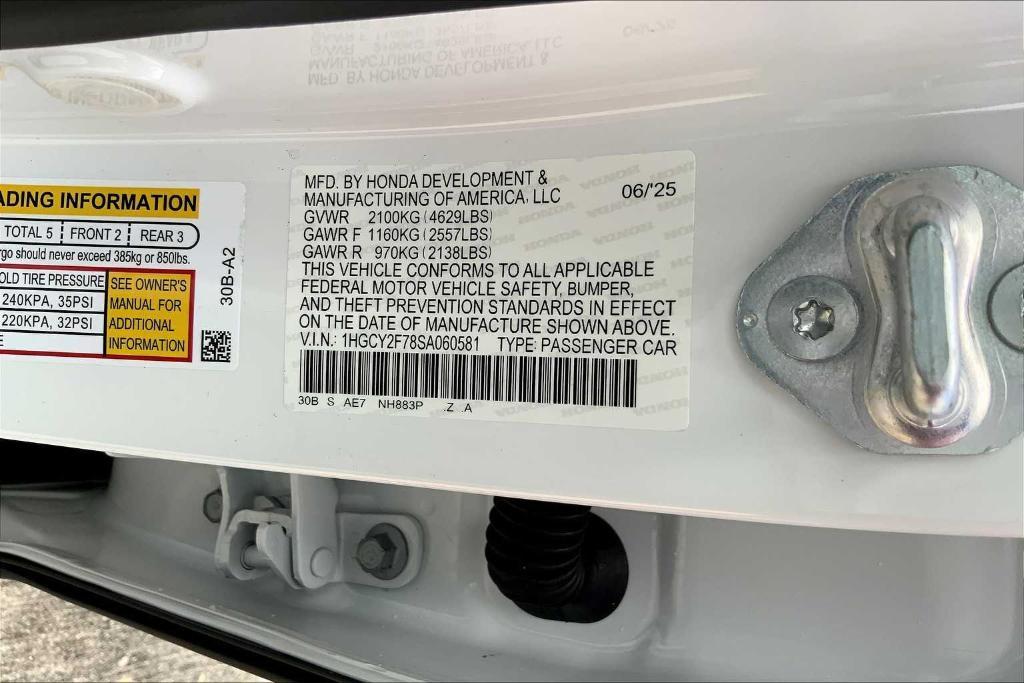 ADING INFORMATION
TOTAL 5 FRONT 2 REAR 3
rgo should never exceed 385kg or 850lbs.
OLD TIRE PRESSURE
240KPA, 35PSI
220KPA, 32PSI
SEE OWNER'S
MANUAL FOR
ADDITIONAL
INFORMATION
30B-A2
MFD. BY HONDA DEVELOPMENT &
MANUFACTURING OF AMERICA, LLC 06/'25
GVWR 2100KG (4629LBS)
GAWR F 1160KG (2557LBS)
GAWR R 970KG (2138LBS)
THIS VEHICLE CONFORMS TO ALL APPLICABLE
FEDERAL MOTOR VEHICLE SAFETY, BUMPER,
AND THEFT PREVENTION STANDARDS IN EFFECT
ON THE DATE OF MANUFACTURE SHOWN ABOVE.
V.I.N.: 1HGCY2F78SA060581 TYPE: PASSENGER CAR
30B S AE7 NH883P .Z .A